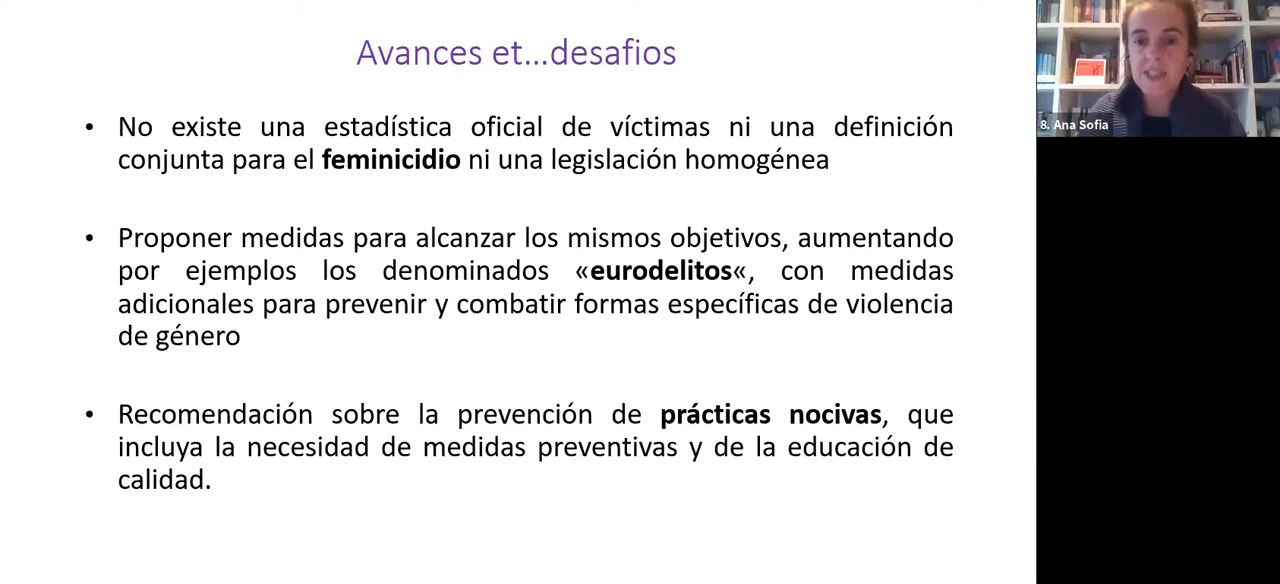 Avances et...desafios
• No existe una estadística oficial de víctimas ni una definición
conjunta para el feminicidio ni una legislación homogénea
• Proponer medidas para alcanzar los mismos objetivos, aumentando
por ejemplos los denominados «eurodelitos«, con medidas
adicionales para prevenir y combatir formas específicas de violencia
de género
• Recomendación sobre la prevención de prácticas nocivas, que
incluya la necesidad de medidas preventivas y de la educación de
calidad.
8. Ana Sofia